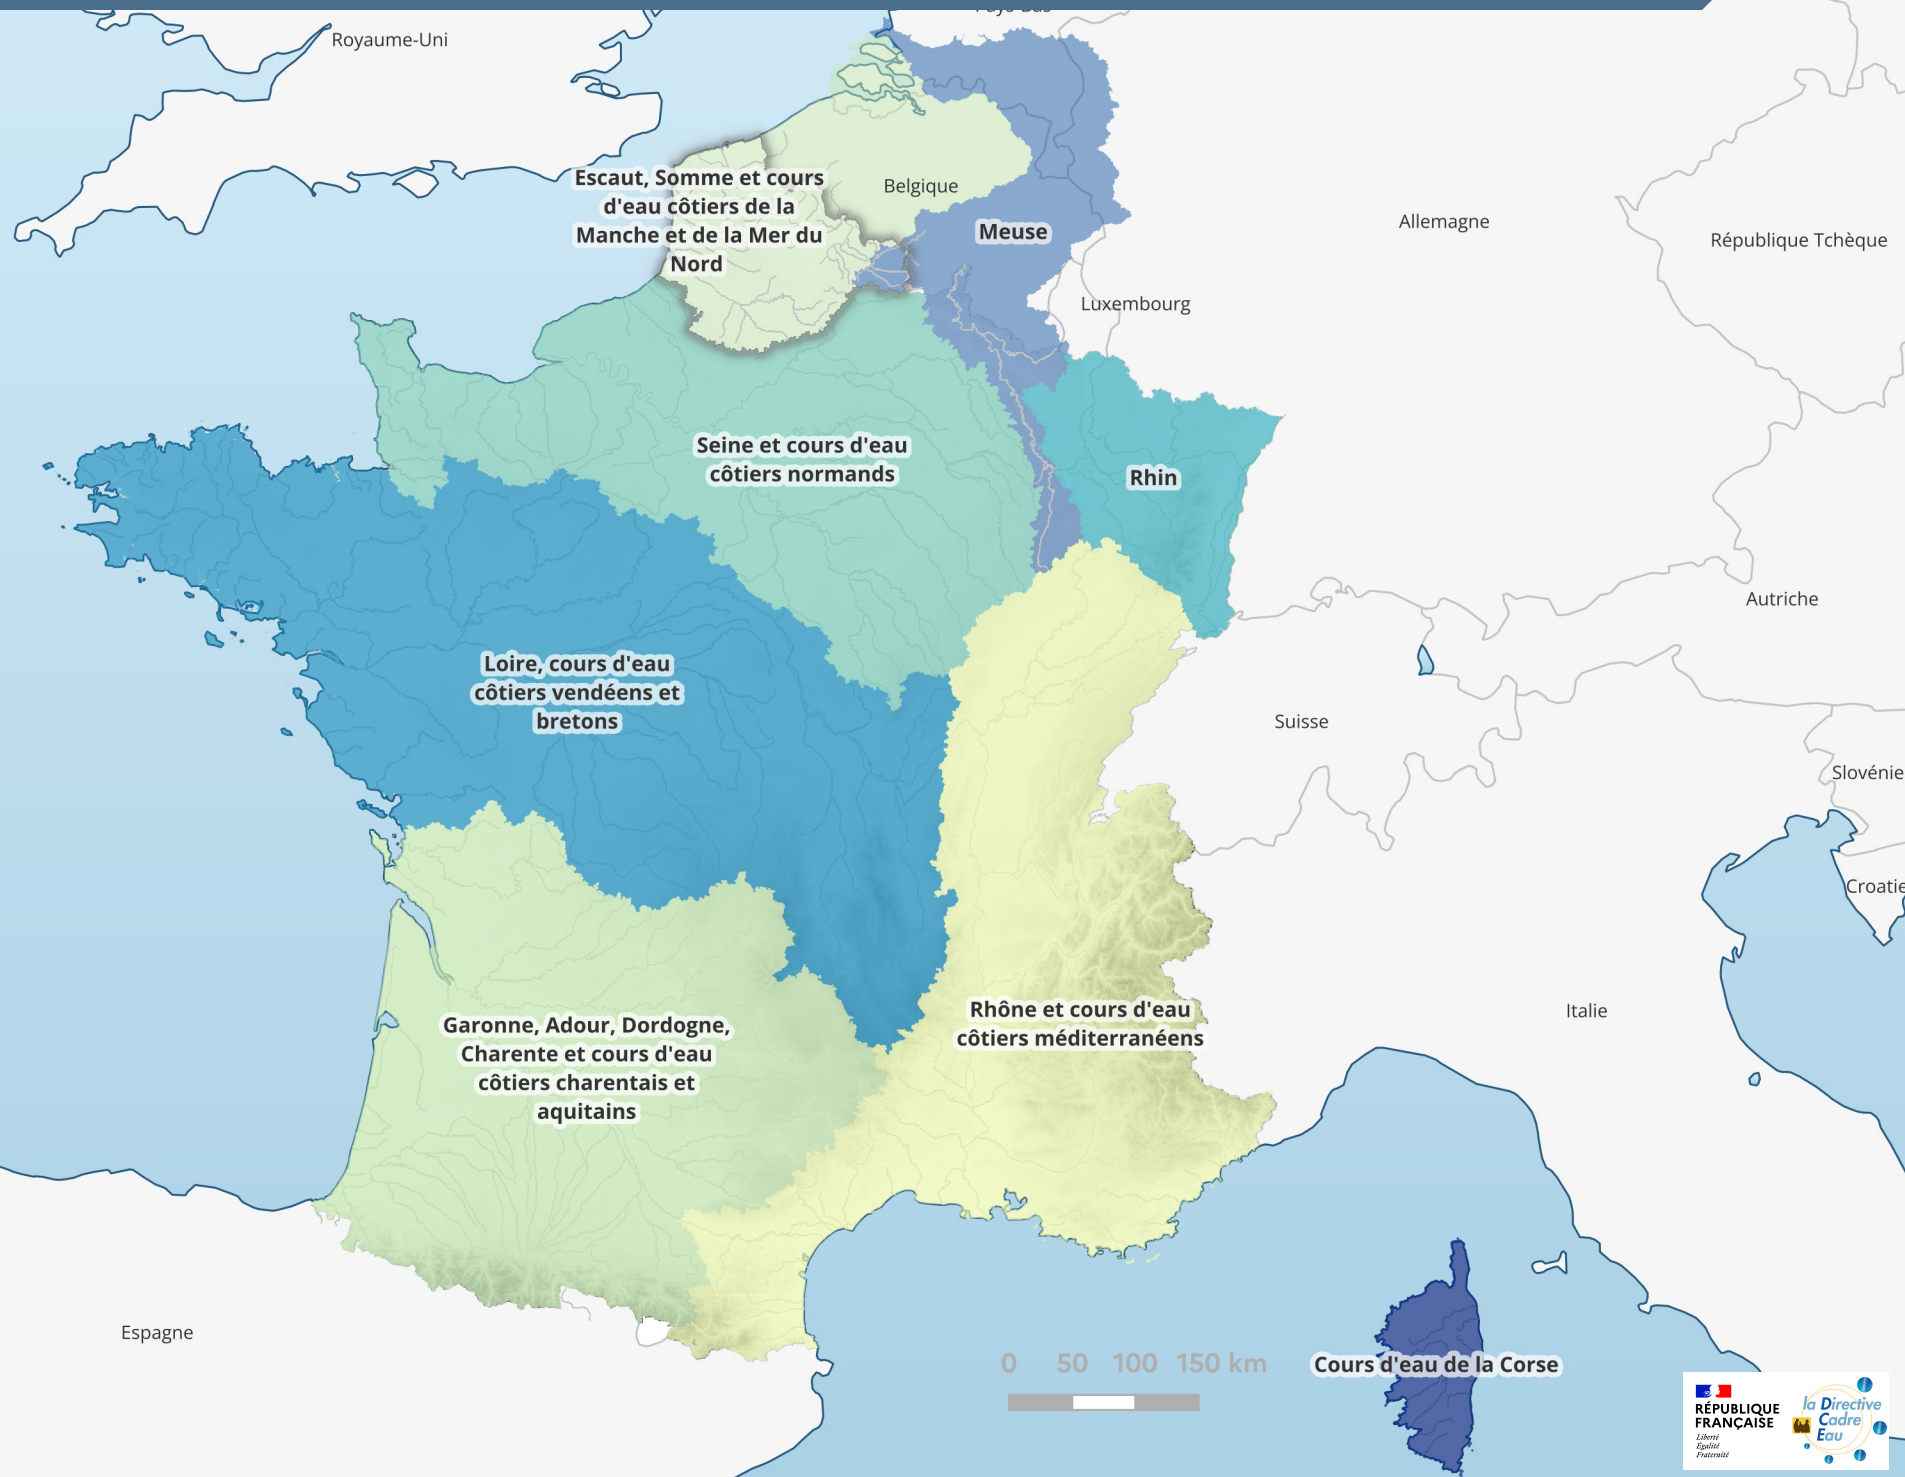 Royaume-Uni
Escaut, Somme et cours
d'eau côtiers de la
Manche et de la Mer du
Nord
Belgique
Meuse
Allemagne
République Tchèque
Luxembourg
Seine et cours d'eau
côtiers normands
Rhin
Autriche
Loire, cours d'eau
côtiers vendéens et
bretons
Suisse
Slovénie
Croatie
Rhône et cours d'eau
côtiers méditerranéens
Italie
Garonne, Adour, Dordogne,
Charente et cours d'eau
côtiers charentais et
aquitains
Espagne
0 50 100 150 km
Cours d'eau de la Corse
RÉPUBLIQUE
FRANÇAISE
Liberté
Égalité
Fraternité
la Directive
Cadre
Eau